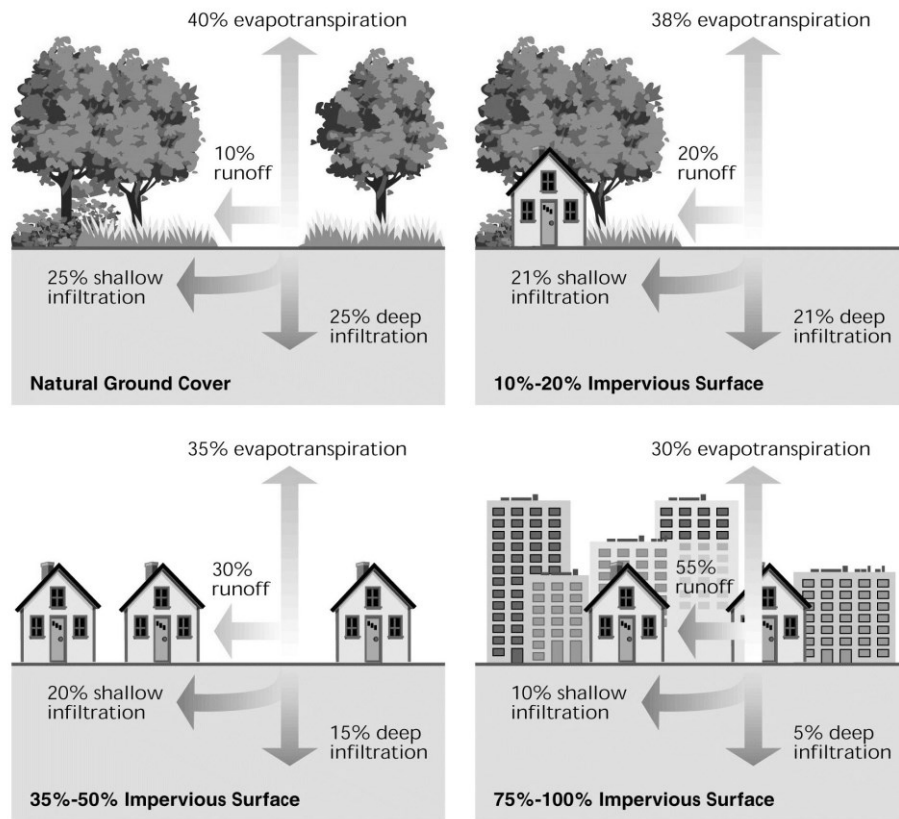 40% evapotranspiration
10%
runoff
25% shallow
infiltration
25% deep
infiltration
Natural Ground Cover
38% evapotranspiration
20%
runoff
21% shallow
infiltration
21% deep
infiltration
10%-20% Impervious Surface
35% evapotranspiration
30%
runoff
20% shallow
infiltration
15% deep
infiltration
35%-50% Impervious Surface
30% evapotranspiration
55%
runoff
10% shallow
infiltration
5% deep
infiltration
75%-100% Impervious Surface